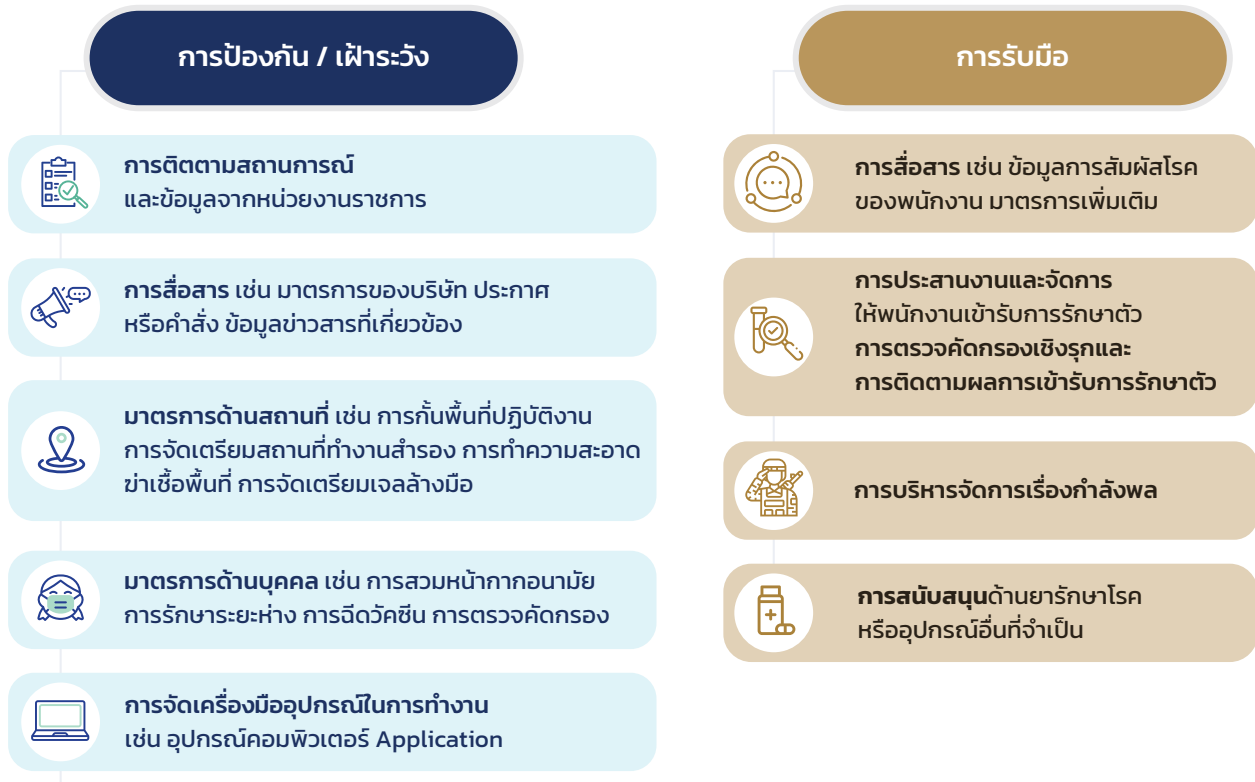 การป้องกัน / เฝ้าระวัง
การติตตามสถานการณ์
และข้อมูลจากหน่วยงานราชการ
การสื่อสาร เช่น มาตรการของบริษัท ประกาศ
หรือคำสั่ง ข้อมูลข่าวสารที่เกี่ยวข้อง
มาตรการด้านสถานที่ เช่น การกั้นพื้นที่ปฏิบัติงาน
การจัดเตรียมสถานที่ทำงานสำรอง การทำความสะอาด
ฆ่าเชื้อพื้นที่ การจัดเตรียมเจลล้างมือ
มาตรการด้านบุคคล เช่น การสวมหน้ากากอนามัย
การรักษาระยะห่าง การฉีดวัคซีน การตรวจคัดกรอง
การจัดเครื่องมืออุปกรณ์ในการทำงาน
เช่น อุปกรณ์คอมพิวเตอร์ Application
การรับมือ
การสื่อสาร เช่น ข้อมูลการสัมผัสโรค
ของพนักงาน มาตรการเพิ่มเติม
การประสานงานและจัดการ
ให้พนักงานเข้ารับการรักษาตัว
การตรวจคัดกรองเชิงรุกและ
การติดตามผลการเข้ารับการรักษาตัว
การบริหารจัดการเรื่องกำลังพล
การสนับสนุนด้านยารักษาโรค
หรืออุปกรณ์อื่นที่จำเป็น